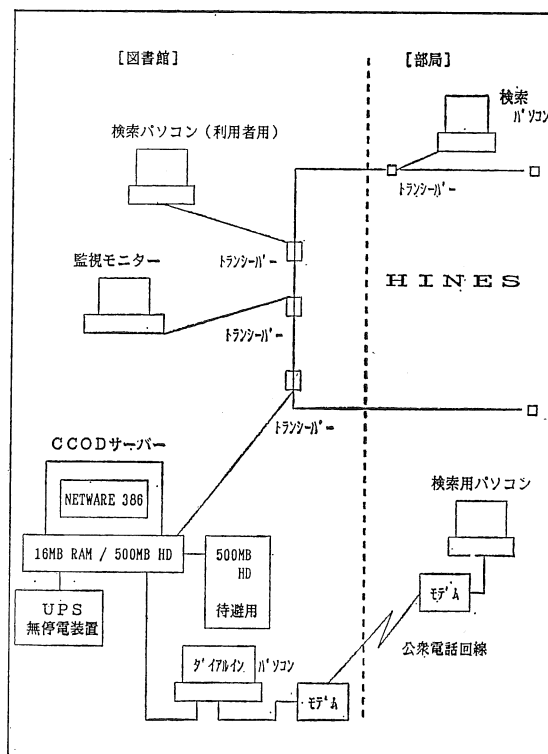 [図書館]
[部局]
検索
パソコン
検索パソコン(利用者用)
トランシーバー
トランシーバー
監視モニター
HINES
トランシーバー
トランシーバー
CCODサーバー
NETWARE 386
検索用パソコン
16MB RAM / 500MB HD
500MB
HD
待避用
UPS
無停電装置
モデム
公衆電話回線
ダイアルイン パソコン
モデム